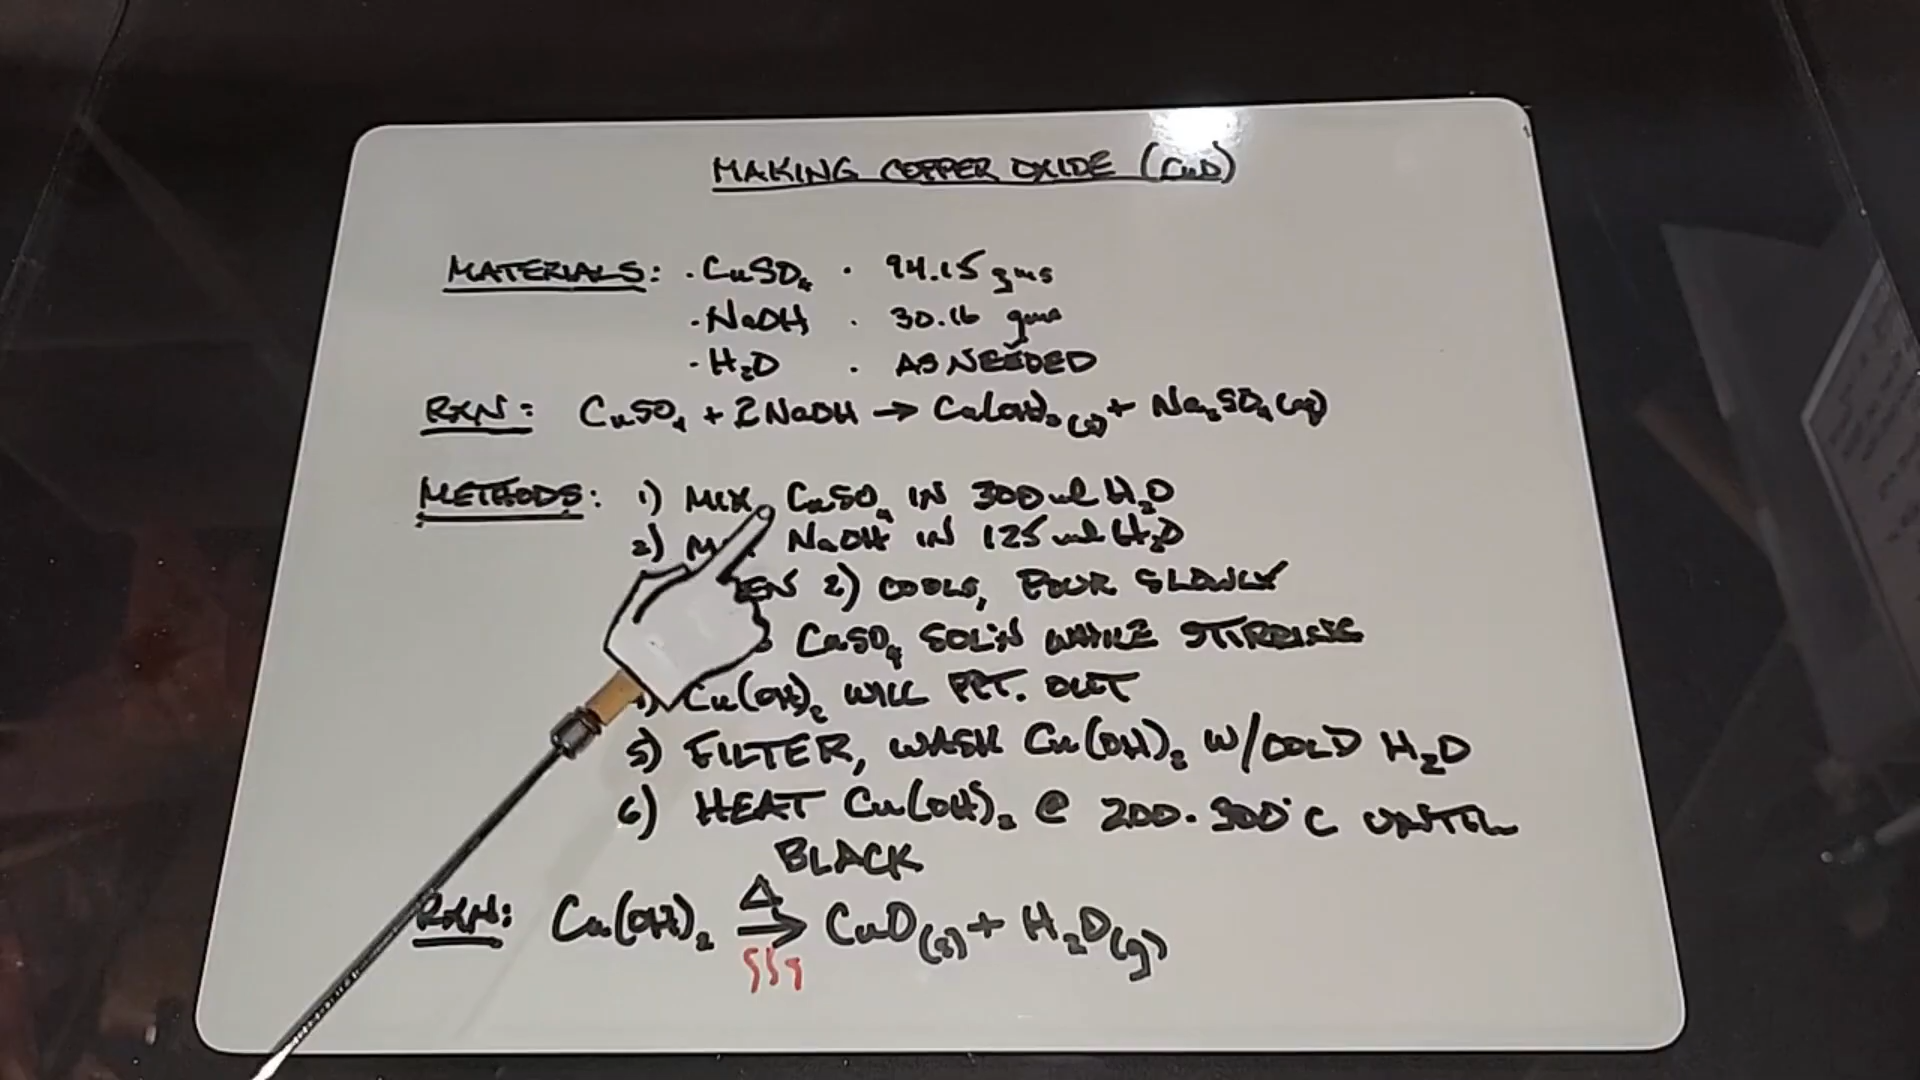 MAKING COPPER OXIDE (CuO)
MATERIALS: · CuSO₄ · 94.15 gms
· NaOH · 30.16 gms
· H₂O · AS NEEDED
RXN: CuSO₄ + 2NaOH → Cu(OH)₂(s) + Na₂SO₄(aq)
METHODS: 1) MIX CuSO₄ IN 300 ml H₂O
2) NaOH IN 125 ml H₂O
2) COOLS, POUR SLOWLY
CuSO₄ SOL'N WHILE STIRRING
Cu(OH)₂ WILL PPT. OUT
5) FILTER, WASH Cu(OH)₂ W/COLD H₂O
6) HEAT Cu(OH)₂ @ 200-300°C UNTIL
BLACK
RXN: Cu(OH)₂ Δ→ CuO(s) + H₂O(g)